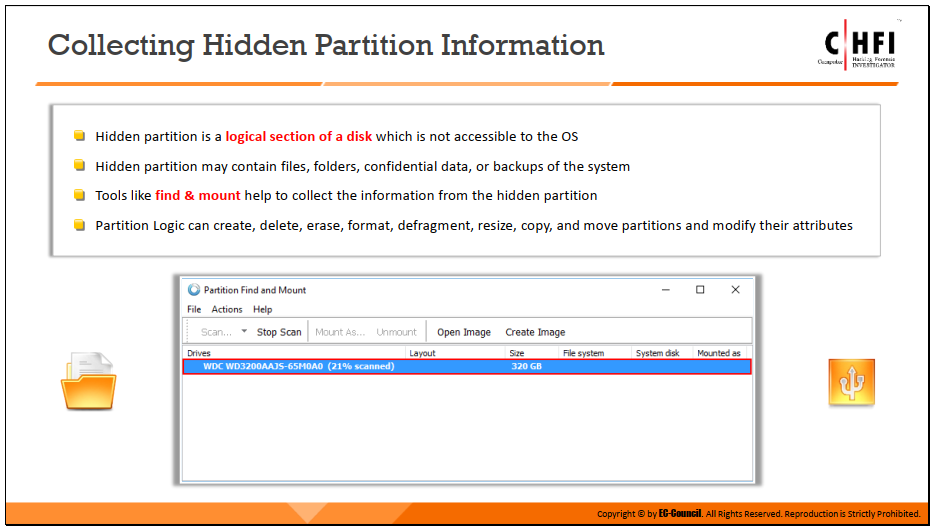 Collecting Hidden Partition Information
CHFI
Computer Hacking Forensic
INVESTIGATOR
Hidden partition is a logical section of a disk which is not accessible to the OS
Hidden partition may contain files, folders, confidential data, or backups of the system
Tools like find & mount help to collect the information from the hidden partition
Partition Logic can create, delete, erase, format, defragment, resize, copy, and move partitions and modify their attributes
Partition Find and Mount
File Actions Help
Scan... Stop Scan Mount As... Unmount Open Image Create Image
Drives Layout Size File system System disk Mounted as
WDC WD3200AAJS-65M0A0 (21% scanned) 320 GB
Copyright © by EC-Council. All Rights Reserved. Reproduction is Strictly Prohibited.